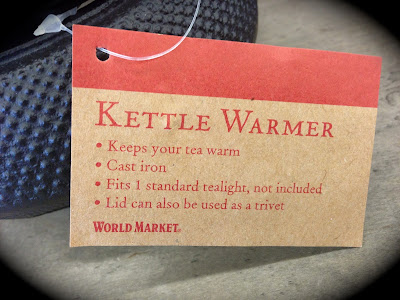 KETTLE WARMER
• Keeps your tea warm
• Cast iron
• Fits 1 standard tealight, not included
• Lid can also be used as a trivet
WORLD MARKET®